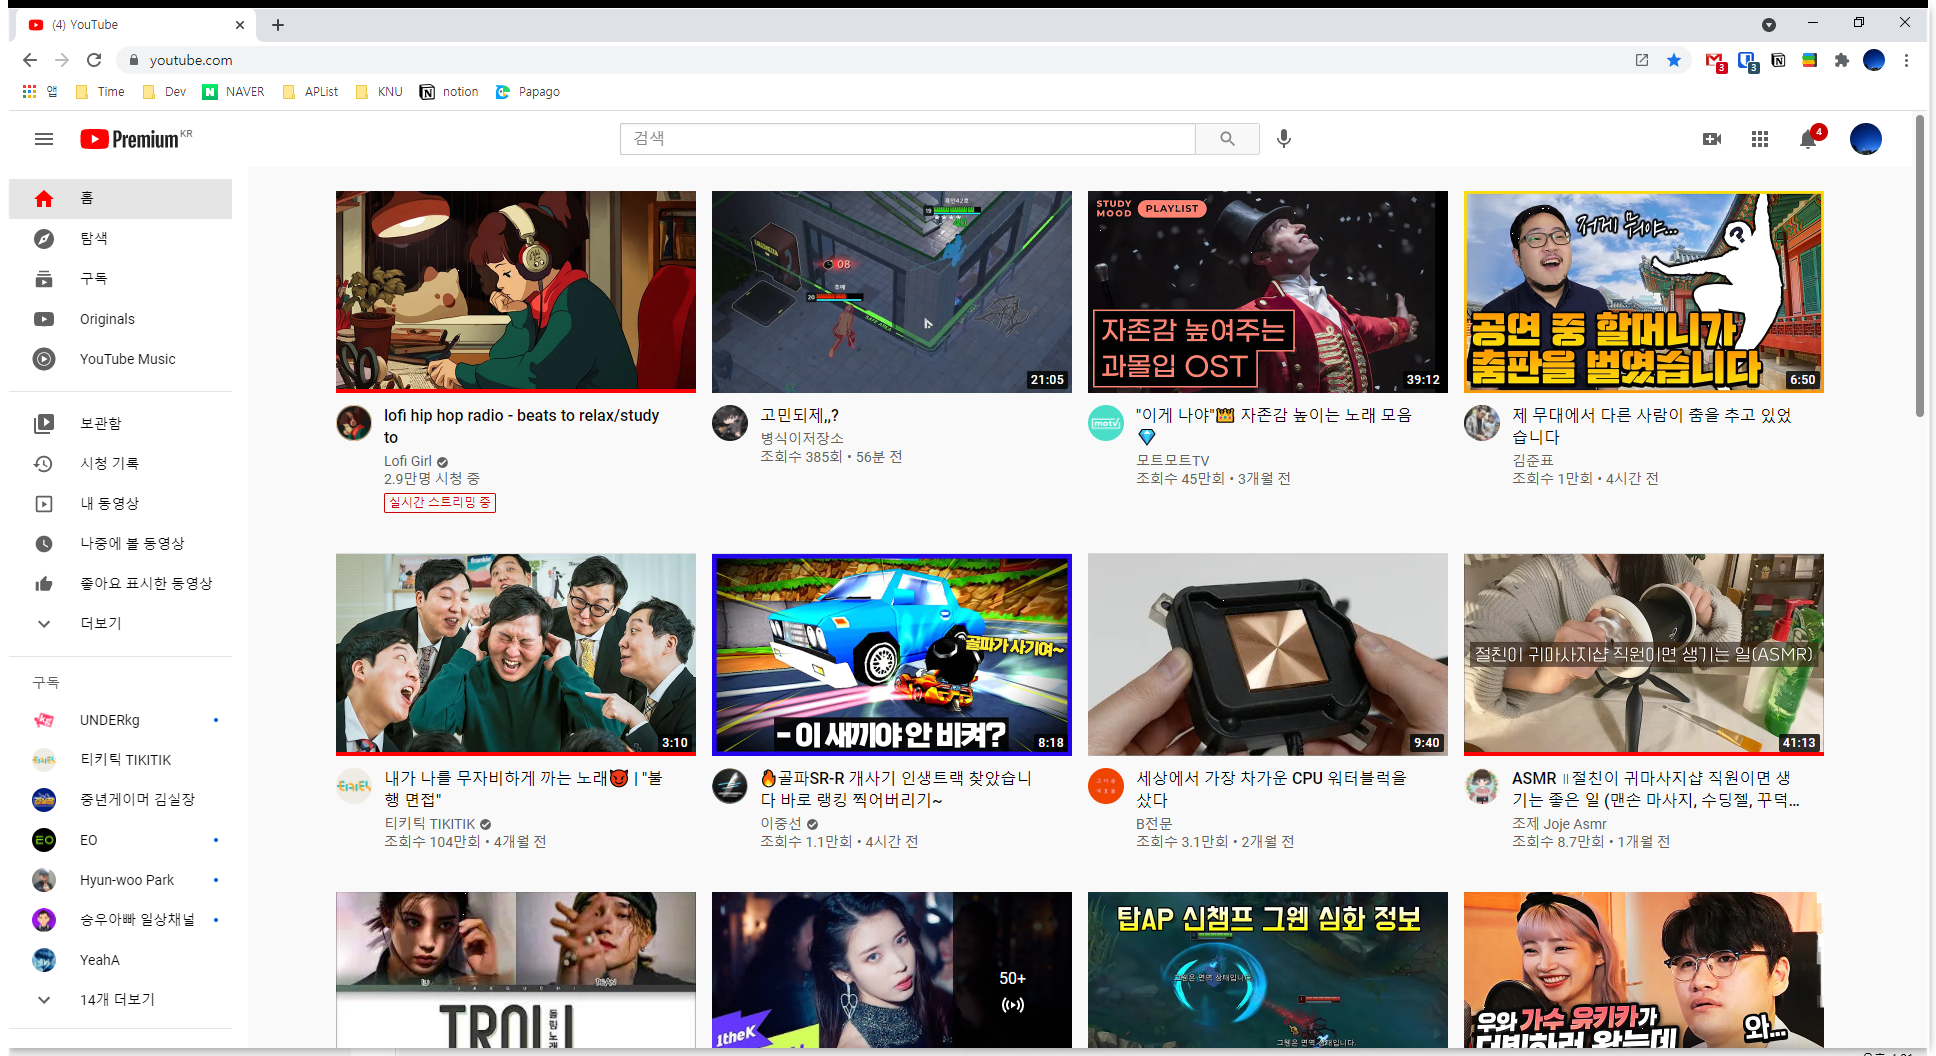 (4) YouTube
youtube.com
앱 Time Dev NAVER APList KNU notion Papago
Premium KR
검색
4
홈
탐색
구독
Originals
YouTube Music
보관함
시청 기록
내 동영상
나중에 볼 동영상
좋아요 표시한 동영상
더보기
구독
UNDERkg
티키틱 TIKITIK
중년게이머 김실장
EO
Hyun-woo Park
승우아빠 일상채널
YeahA
14개 더보기
lofi hip hop radio - beats to relax/study
to
Lofi Girl
2.9만명 시청 중
실시간 스트리밍 중
08
21:05
고민되제,,?
병식이저장소
조회수 385회 • 56분 전
STUDY
MOOD PLAYLIST
자존감 높여주는
과몰입 OST
39:12
"이게 나야"👑 자존감 높이는 노래 모음
💎
모트모트TV
조회수 45만회 • 3개월 전
저게 뭐야...
?
공연 중 할머니가
춤판을 벌였습니다
6:50
제 무대에서 다른 사람이 춤을 추고 있었
습니다
김준표
조회수 1만회 • 4시간 전
3:10
내가 나를 무자비하게 까는 노래😈 | "불
행 면접"
티키틱 TIKITIK
조회수 104만회 • 4개월 전
골파가 사기여~
- 이 새끼야 안 비켜?
8:18
🔥골파SR-R 개사기 인생트랙 찾았습니
다 바로 랭킹 찍어버리기~
이중선
조회수 1.1만회 • 4시간 전
9:40
세상에서 가장 차가운 CPU 워터블럭을
샀다
B전문
조회수 3.1만회 • 2개월 전
절친이 귀마사지샵 직원이면 생기는 일(ASMR)
41:13
ASMR ॥ 절친이 귀마사지샵 직원이면 생
기는 좋은 일 (맨손 마사지, 수딩젤, 꾸덕...
조제 Joje Asmr
조회수 8.7만회 • 1개월 전
TROLL
1theK
50+
탑AP 신챔프 그웬 심화 정보
그웬은 면역 상태입니다.
우와 가수 유키카가
더빙하러 왔는데
와...